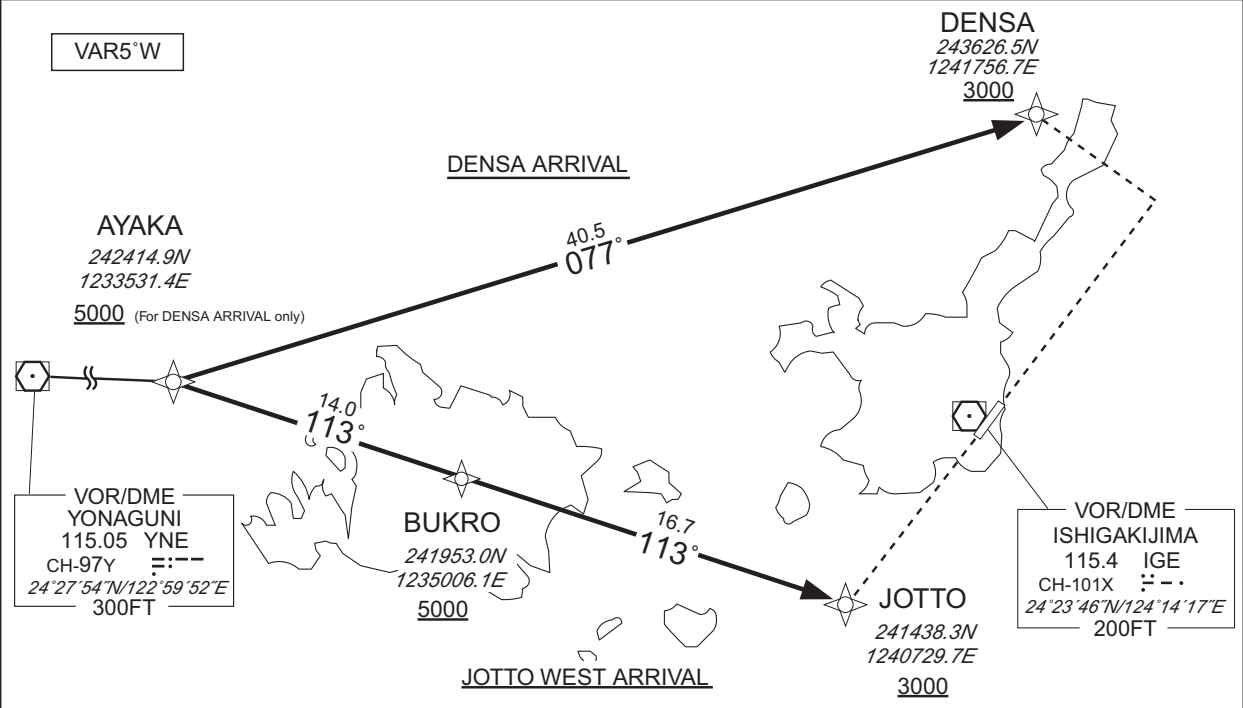 VAR5°W
DENSA
243626.5N
1241756.7E
3000
DENSA ARRIVAL
AYAKA
242414.9N
1233531.4E
5000 (For DENSA ARRIVAL only)
40.5
077°
14.0
113°
VOR/DME
YONAGUNI
115.05 YNE
CH-97Y
24°27´54˝N/122°59´52˝E
300FT
BUKRO
241953.0N
1235006.1E
5000
16.7
113°
JOTTO
241438.3N
1240729.7E
3000
VOR/DME
ISHIGAKIJIMA
115.4 IGE
CH-101X
24°23´46˝N/124°14´17˝E
200FT
JOTTO WEST ARRIVAL